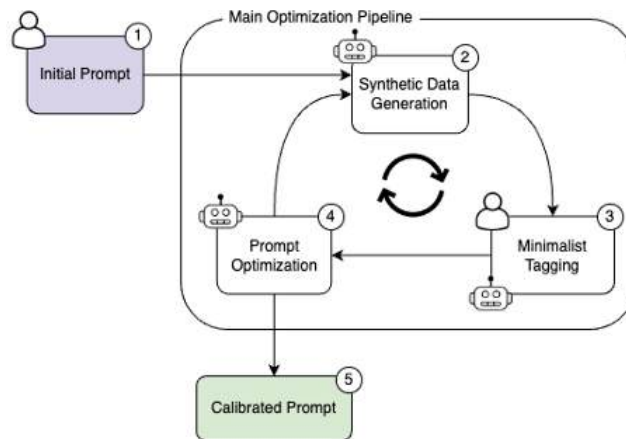 Main Optimization Pipeline
1
Initial Prompt
2
Synthetic Data
Generation
3
Minimalist
Tagging
4
Prompt
Optimization
5
Calibrated Prompt